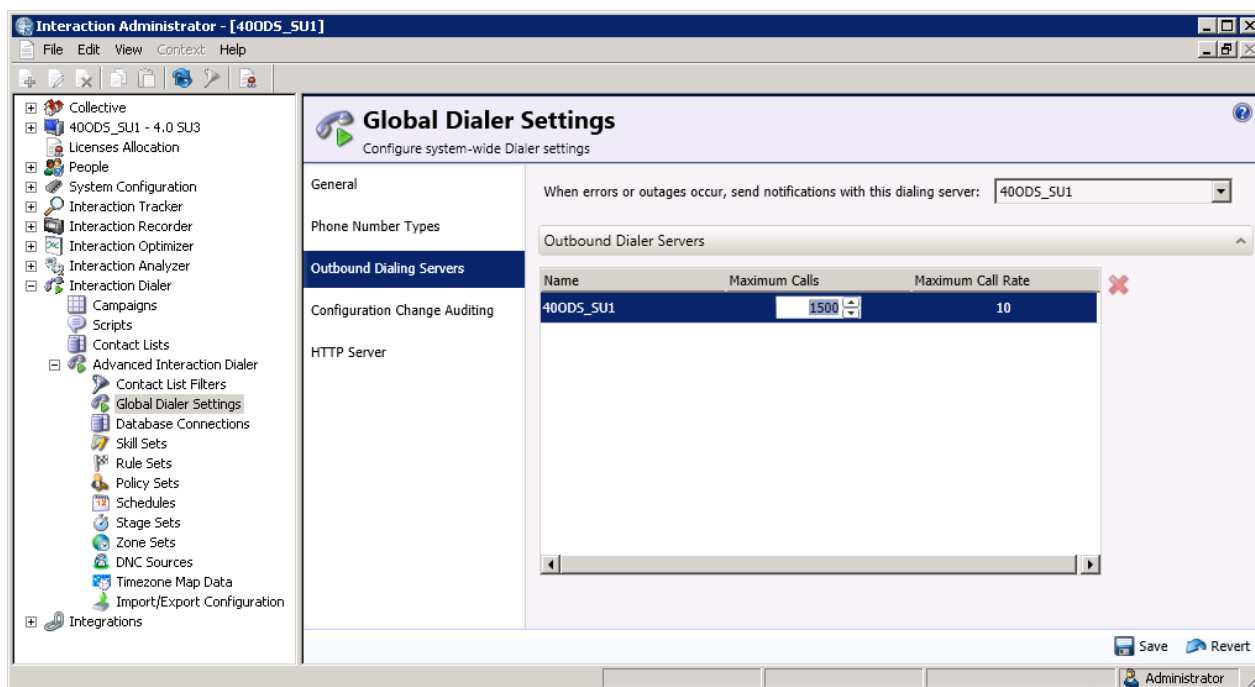 Interaction Administrator - [40ODS_SU1]
File Edit View Context Help
Collective
40ODS_SU1 - 4.0 SU3
Licenses Allocation
People
System Configuration
Interaction Tracker
Interaction Recorder
Interaction Optimizer
Interaction Analyzer
Interaction Dialer
Campaigns
Scripts
Contact Lists
Advanced Interaction Dialer
Contact List Filters
Global Dialer Settings
Database Connections
Skill Sets
Rule Sets
Policy Sets
12
Schedules
Stage Sets
Zone Sets
DNC Sources
Timezone Map Data
Import/Export Configuration
Integrations
Global Dialer Settings
Configure system-wide Dialer settings
General
Phone Number Types
Outbound Dialing Servers
Configuration Change Auditing
HTTP Server
When errors or outages occur, send notifications with this dialing server: 40ODS_SU1
Outbound Dialer Servers
Name Maximum Calls Maximum Call Rate
40ODS_SU1 1500 10
Save Revert
Administrator